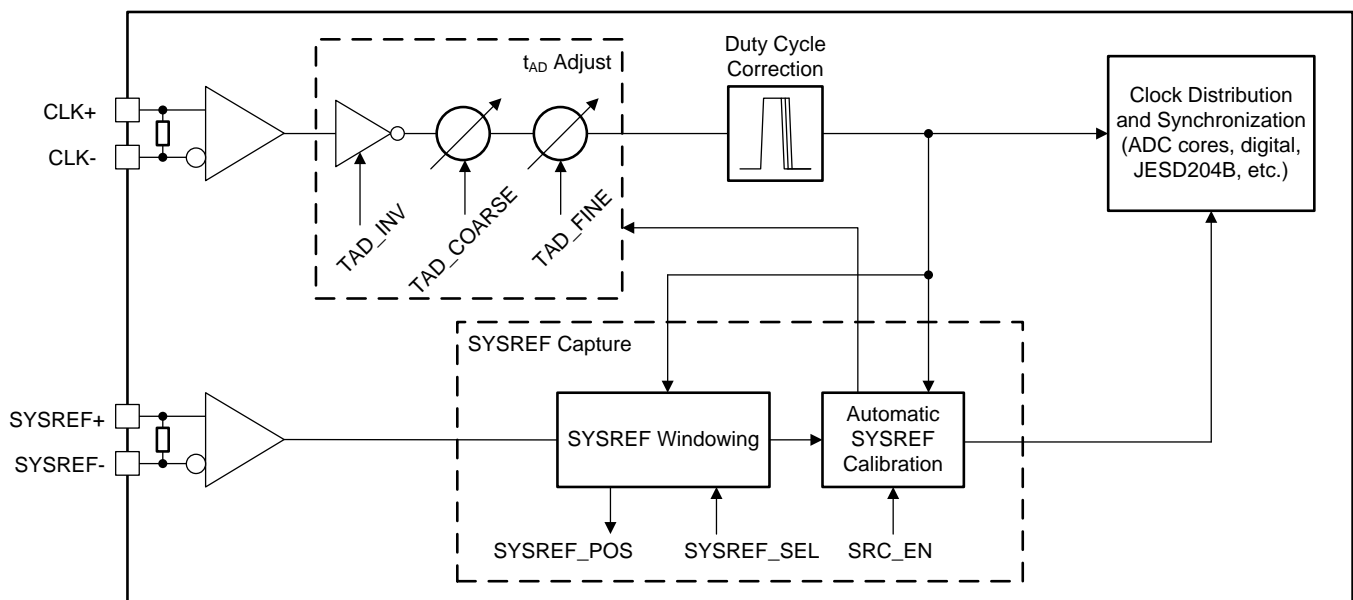 Duty Cycle
Correction
t_AD Adjust
CLK+
CLK-
TAD_INV
TAD_COARSE
TAD_FINE
Clock Distribution
and Synchronization
(ADC cores, digital,
JESD204B, etc.)
SYSREF Capture
SYSREF+
SYSREF-
SYSREF Windowing
Automatic
SYSREF
Calibration
SYSREF_POS
SYSREF_SEL
SRC_EN